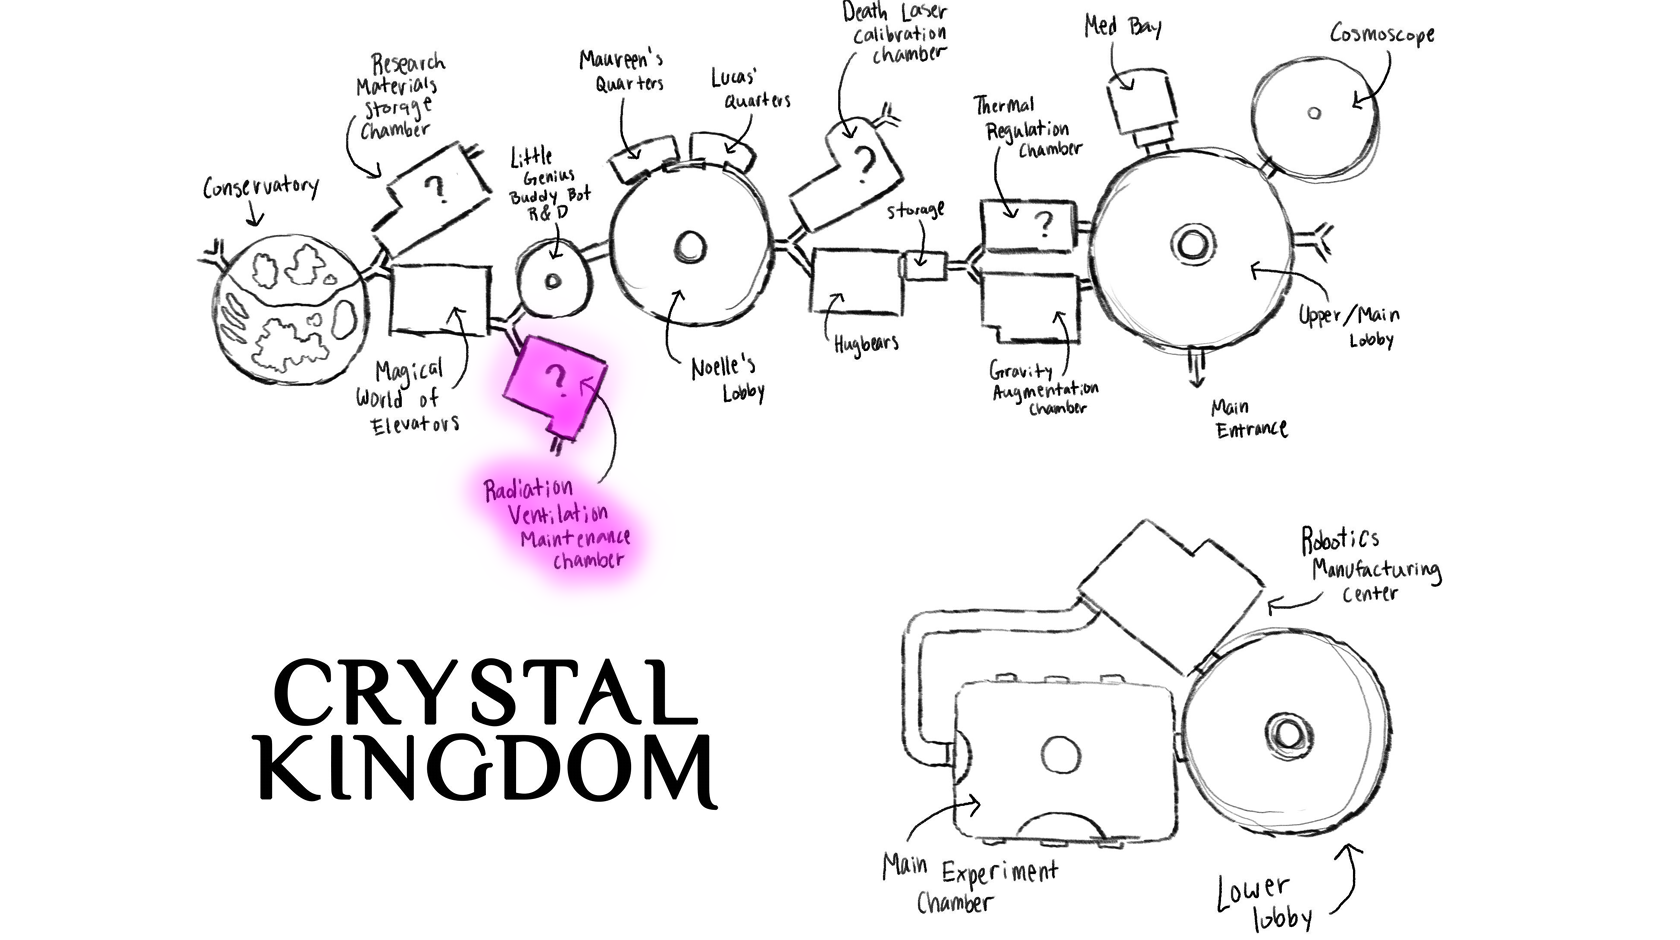 Death Laser
Calibration
Chamber
Med Bay
Cosmoscope
Research
Materials
Storage
Chamber
Maureen's
Quarters
Lucas'
Quarters
Thermal
Regulation
Chamber
Little
Genius
Buddy Bot
R&D
Conservatory
?
?
?
Storage
Upper/Main
Lobby
Hugbears
Noelle's
Lobby
Magical
World of
Elevators
?
Gravity
Augmentation
Chamber
Main
Entrance
Radiation
Ventilation
Maintenance
Chamber
Robotics
Manufacturing
Center
CRYSTAL
KINGDOM
Main Experiment
Chamber
Lower
lobby